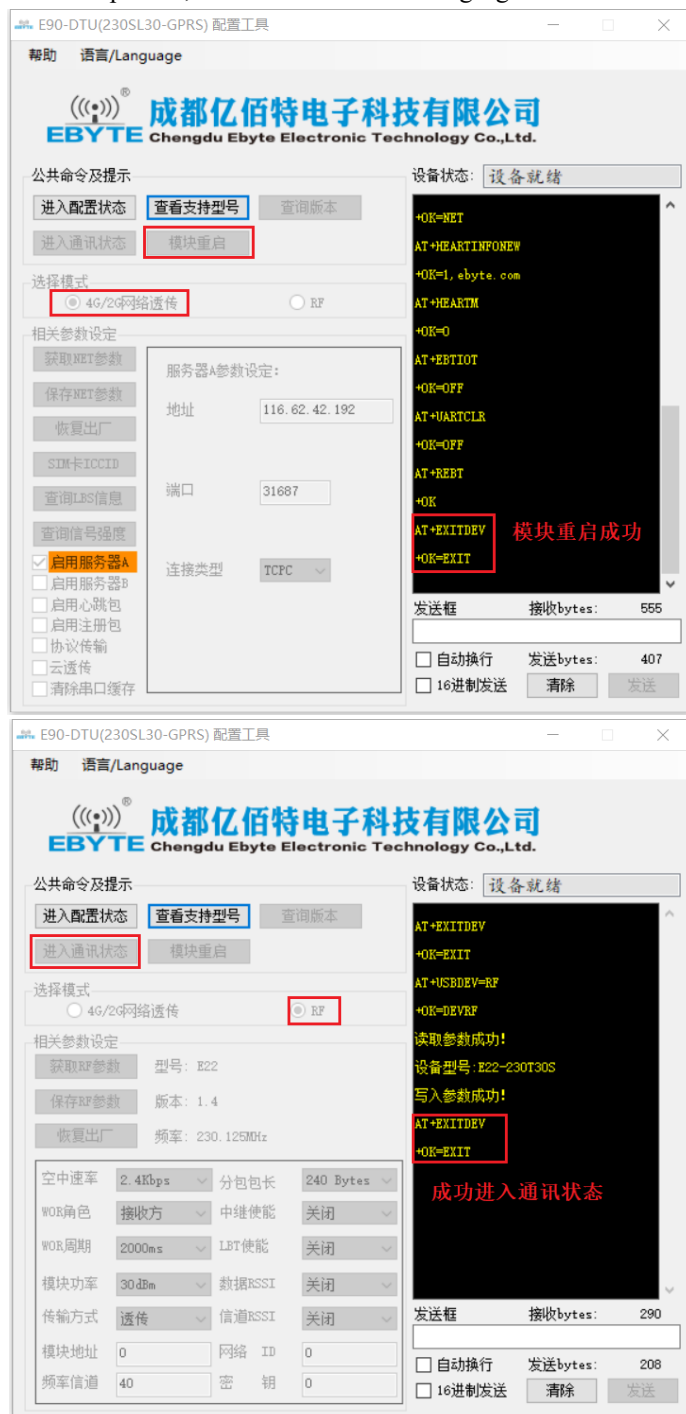 E90-DTU(230SL30-GPRS) 配置工具
帮助 语言/Language
EBYTE ® 成都亿佰特电子科技有限公司
Chengdu Ebyte Electronic Technology Co.,Ltd.
公共命令及提示
进入配置状态 查看支持型号 查询版本
进入通讯状态 模块重启
选择模式
4G/2G网络透传 RF
相关参数设定
获取NET参数
保存NET参数
恢复出厂
SIM卡ICCID
查询LBS信息
查询信号强度
启用服务器A
启用服务器B
启用心跳包
启用注册包
协议传输
云透传
清除串口缓存
服务器A参数设定:
地址 116.62.42.192
端口 31687
连接类型 TCPC
设备状态: 设备就绪
+OK=NET
AT+HEARTINFONEW
+OK=1,ebyte.com
AT+HEARTM
+OK=0
AT+EBTIOT
+OK=OFF
AT+UARTCLR
+OK=OFF
AT+REBT
+OK
AT+EXITDEV
+OK=EXIT
模块重启成功
发送框 接收bytes: 555
自动换行 发送bytes: 407
16进制发送 清除 发送
E90-DTU(230SL30-GPRS) 配置工具
帮助 语言/Language
EBYTE ® 成都亿佰特电子科技有限公司
Chengdu Ebyte Electronic Technology Co.,Ltd.
公共命令及提示
进入配置状态 查看支持型号 查询版本
进入通讯状态 模块重启
选择模式
4G/2G网络透传 RF
相关参数设定
获取RF参数 型号: E22
保存RF参数 版本: 1.4
恢复出厂 频率: 230.125MHz
空中速率 2.4Kbps 分包包长 240 Bytes
WOR角色 接收方 中继使能 关闭
WOR周期 2000ms LBT使能 关闭
模块功率 30dBm 数据RSSI 关闭
传输方式 透传 信道RSSI 关闭
模块地址 0 网络 ID 0
频率信道 40 密 钥 0
设备状态: 设备就绪
AT+EXITDEV
+OK=EXIT
AT+USBDEV=RF
+OK=DEVRF
读取参数成功!
设备型号:E22-230T30S
写入参数成功!
AT+EXITDEV
+OK=EXIT
成功进入通讯状态
发送框 接收bytes: 290
自动换行 发送bytes: 208
16进制发送 清除 发送